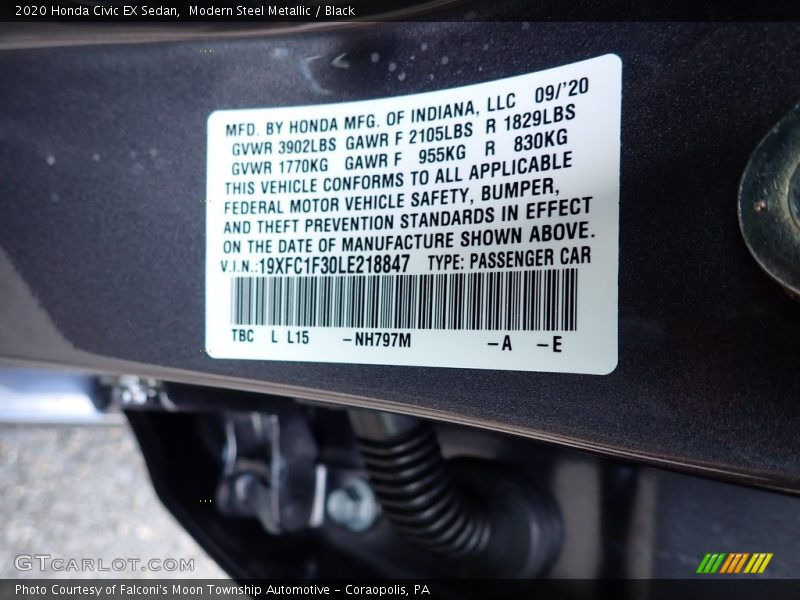 2020 Honda Civic EX Sedan,  Modern Steel Metallic / Black
MFD. BY HONDA MFG. OF INDIANA, LLC 09/'20
GVWR 3902LBS GAWR F 2105LBS R 1829LBS
GVWR 1770KG GAWR F 955KG R 830KG
THIS VEHICLE CONFORMS TO ALL APPLICABLE
FEDERAL MOTOR VEHICLE SAFETY, BUMPER,
AND THEFT PREVENTION STANDARDS IN EFFECT
ON THE DATE OF MANUFACTURE SHOWN ABOVE.
V.I.N.:19XFC1F30LE218847 TYPE: PASSENGER CAR
TBC L L15 –NH797M –A –E
GTCARLOT.COM
Photo Courtesy of Falconi's Moon Township Automotive – Coraopolis, PA